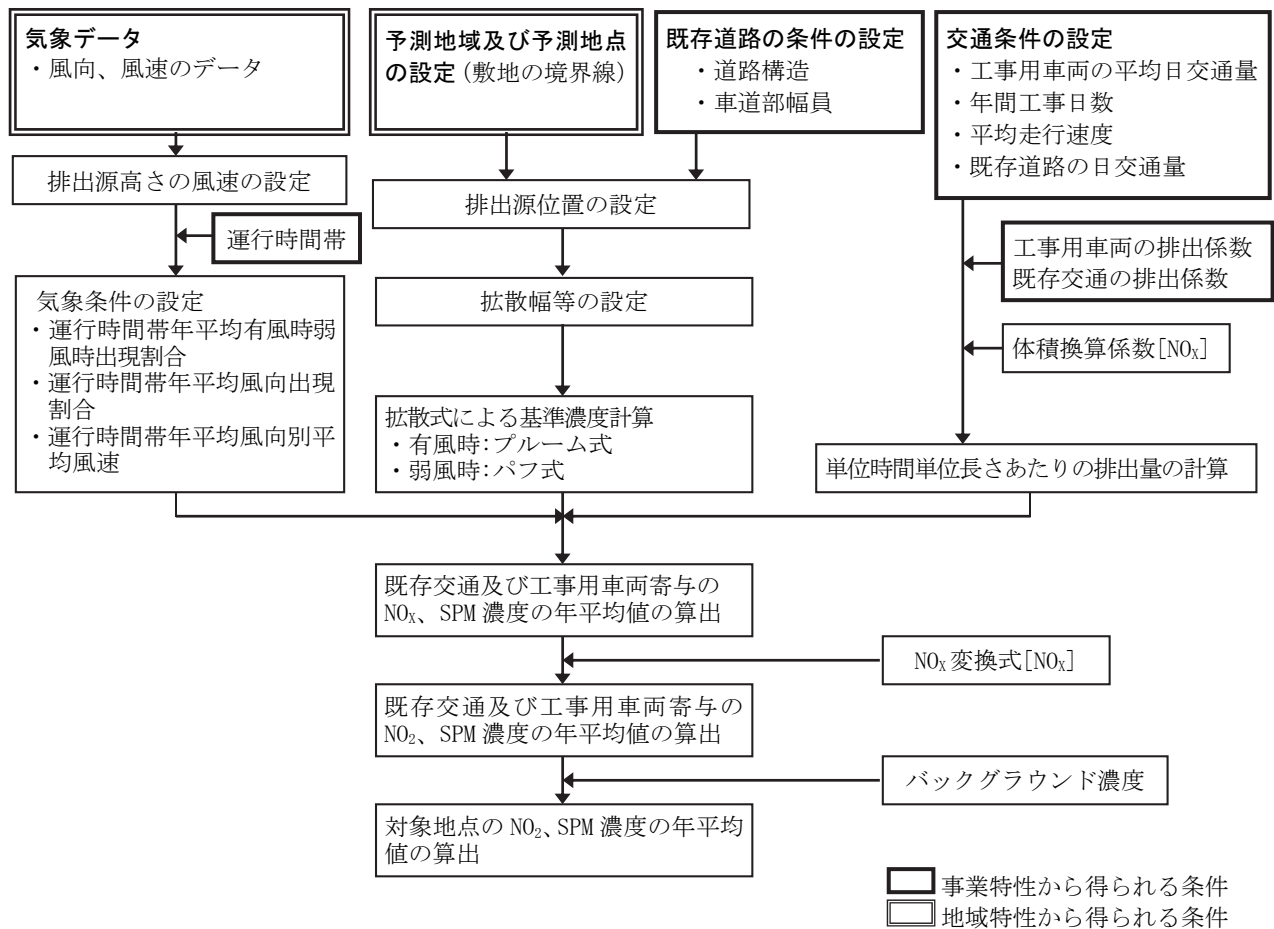 気象データ
・風向、風速のデータ
予測地域及び予測地点
の設定(敷地の境界線)
既存道路の条件の設定
・道路構造
・車道部幅員
交通条件の設定
・工事用車両の平均日交通量
・年間工事日数
・平均走行速度
・既存道路の日交通量
排出源高さの風速の設定
排出源位置の設定
運行時間帯
工事用車両の排出係数
既存交通の排出係数
気象条件の設定
・運行時間帯年平均有風時弱
風時出現割合
・運行時間帯年平均風向出現
割合
・運行時間帯年平均風向別平
均風速
拡散幅等の設定
体積換算係数[NOX]
拡散式による基準濃度計算
・有風時:プルーム式
・弱風時:パフ式
単位時間単位長さあたりの排出量の計算
既存交通及び工事用車両寄与の
NOX、SPM 濃度の年平均値の算出
NOX 変換式[NOX]
既存交通及び工事用車両寄与の
NO2、SPM 濃度の年平均値の算出
バックグラウンド濃度
対象地点の NO2、SPM 濃度の年平均
値の算出
事業特性から得られる条件
地域特性から得られる条件